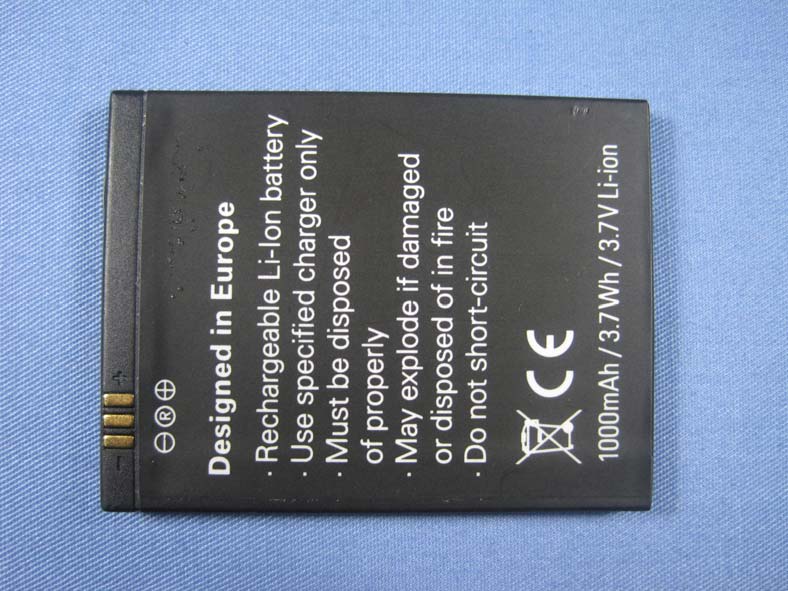 - +
⊖ ® ⊕
Designed in Europe
· Rechargeable Li-Ion battery
· Use specified charger only
· Must be disposed
of properly
· May explode if damaged
or disposed of in fire
· Do not short-circuit
CE
1000mAh / 3.7Wh / 3.7V Li-ion